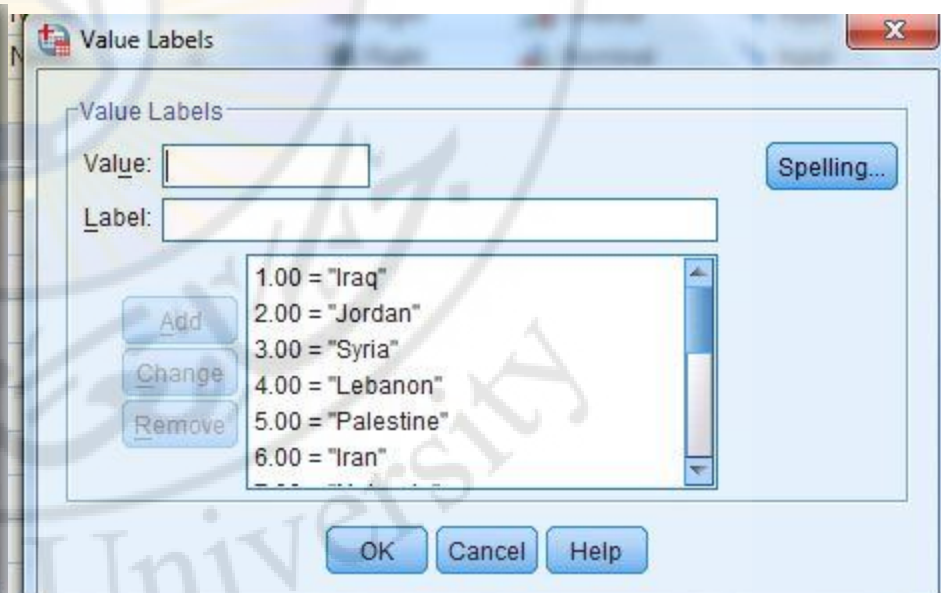 Value Labels
Value Labels
Value:
Spelling...
Label:
1.00 = "Iraq"
2.00 = "Jordan"
3.00 = "Syria"
4.00 = "Lebanon"
5.00 = "Palestine"
6.00 = "Iran"
Add
Change
Remove
OK
Cancel
Help
University